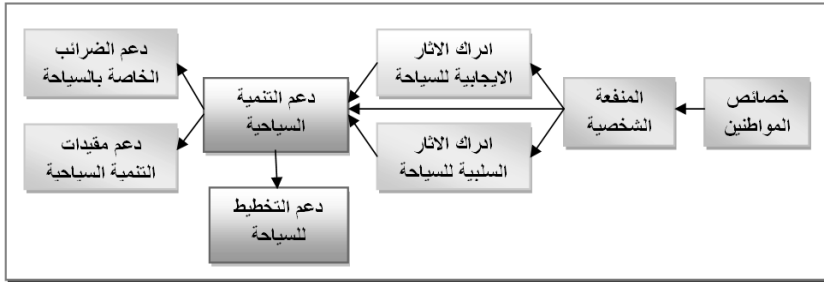 خصائص
المواطنين
المنفعة
الشخصية
ادراك الاثار
الايجابية للسياحة
ادراك الاثار
السلبية للسياحة
دعم التنمية
السياحية
دعم الضرائب
الخاصة بالسياحة
دعم مقيدات
التنمية السياحية
دعم التخطيط
للسياحة